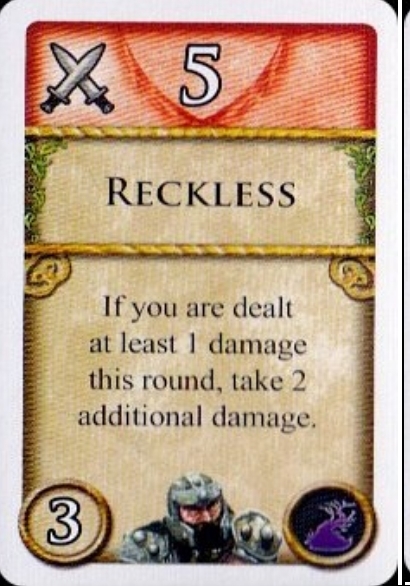 5
RECKLESS
If you are dealt
at least 1 damage
this round, take 2
additional damage.
3